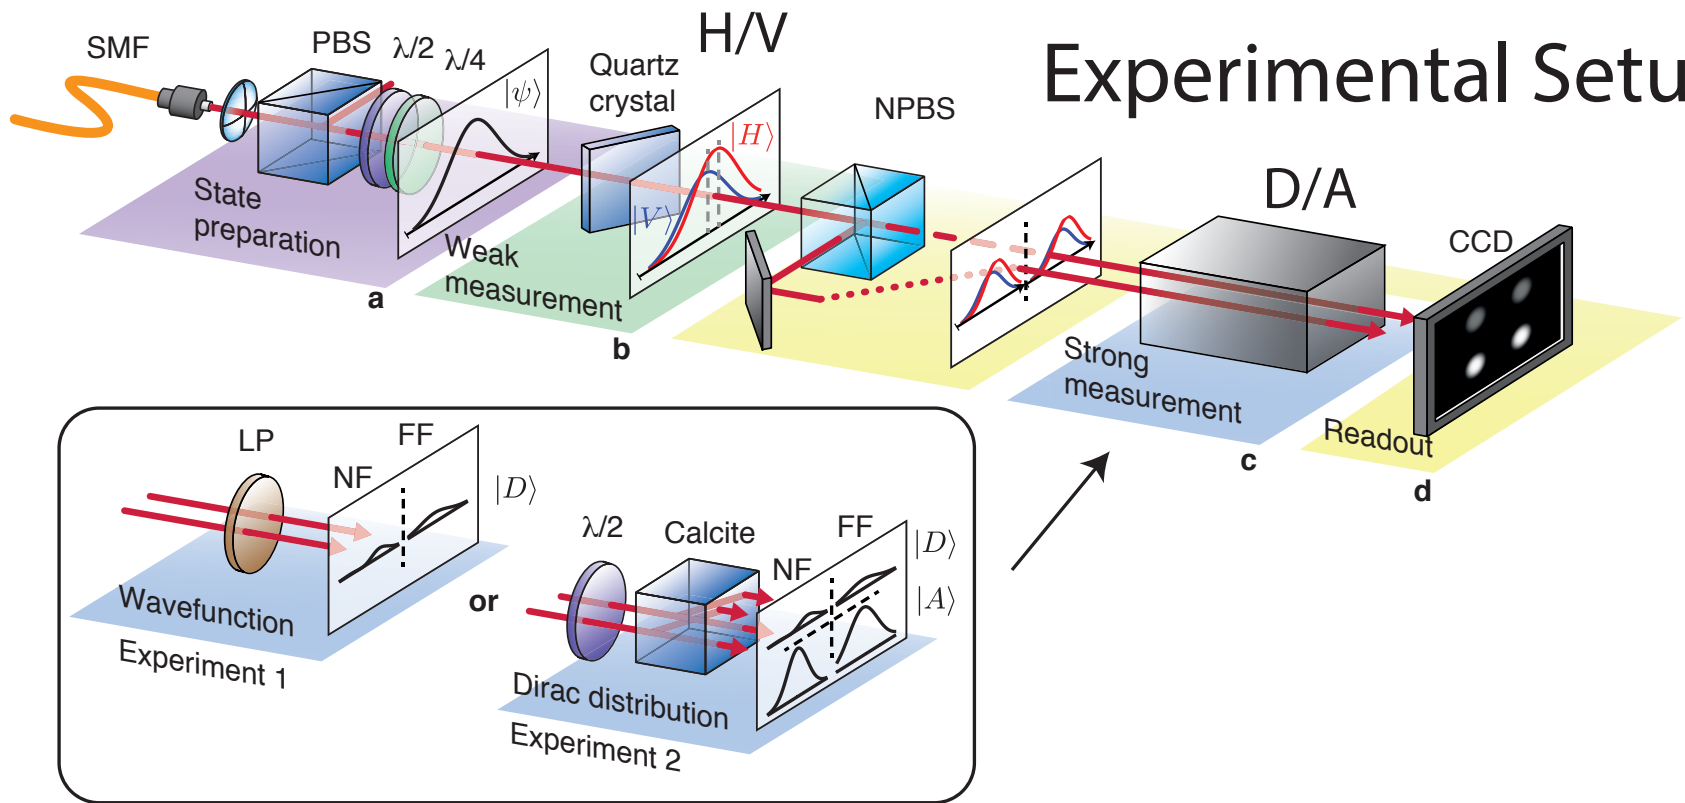 Experimental Setu
H/V
SMF
PBS
λ/2
λ/4
|ψ⟩
Quartz
crystal
|H⟩
|V⟩
NPBS
D/A
CCD
State
preparation
a
Weak
measurement
b
Strong
measurement
c
Readout
d
LP
NF
FF
|D⟩
Wavefunction
Experiment 1
or
λ/2
Calcite
NF
FF
|D⟩
|A⟩
Dirac distribution
Experiment 2